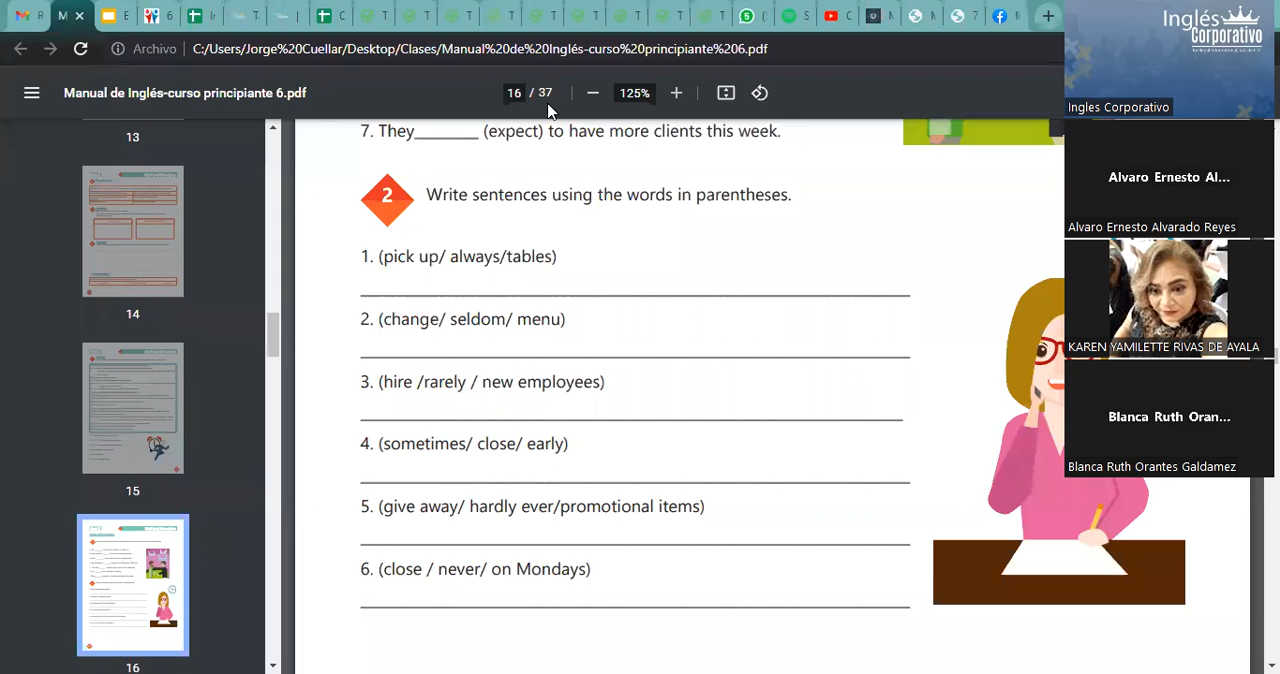 M
E
6
In
T
C
T
T
T
T
T
T
T
T
T
(
S
C
N
N
7
Archivo
C:/Users/Jorge%20Cuellar/Desktop/Clases/Manual%20de%20Inglés-curso%20principiante%206.pdf
Manual de Inglés-curso principiante 6.pdf
16 / 37
125%
13
14
15
16
7. They________ (expect) to have more clients this week.
2
Write sentences using the words in parentheses.
1. (pick up/ always/tables)
2. (change/ seldom/ menu)
3. (hire /rarely / new employees)
4. (sometimes/ close/ early)
5. (give away/ hardly ever/promotional items)
6. (close / never/ on Mondays)
Inglés
Corporativo
Ingles Corporativo
Alvaro Ernesto Al...
Alvaro Ernesto Alvarado Reyes
KAREN YAMILETTE RIVAS DE AYALA
Blanca Ruth Oran...
Blanca Ruth Orantes Galdamez